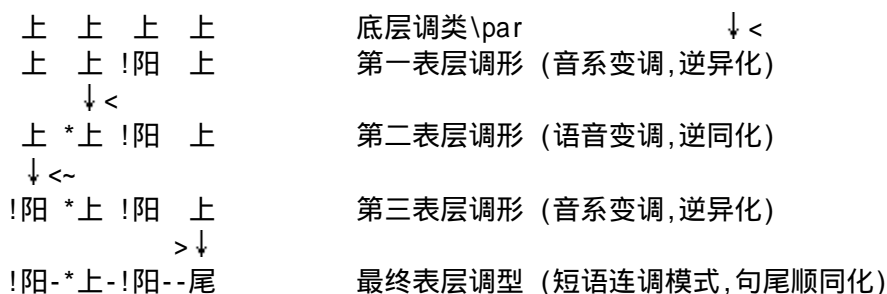 上 上 上 上 底层调类\par ↓<
上 上 !阳 上 第一表层调形 (音系变调,逆异化)
↓<
上 *上 !阳 上 第二表层调形 (语音变调,逆同化)
↓<~
!阳 *上 !阳 上 第三表层调形 (音系变调,逆异化)
>↓
!阳-*上-!阳--尾 最终表层调型 (短语连调模式,句尾顺同化)